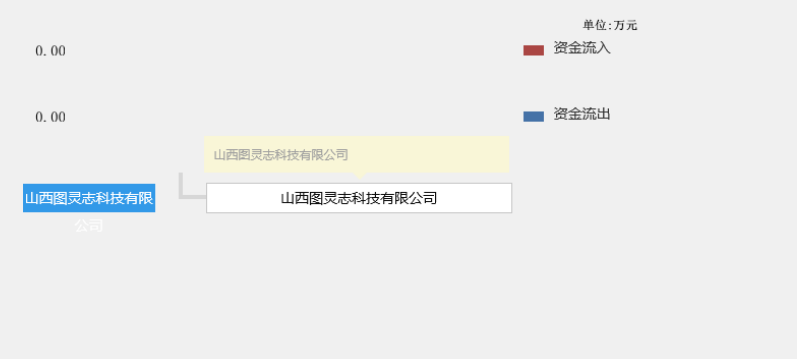 单位:万元
0.00
资金流入
0.00
资金流出
山西图灵志科技有限公司
山西图灵志科技有限
公司
山西图灵志科技有限公司